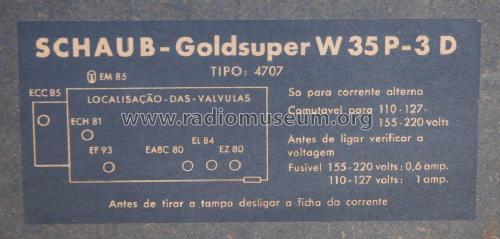 SCHAUB-Goldsuper W 35 P-3 D
TIPO: 4707
EM 85
ECC 85
LOCALISAÇÃO-DAS-VALVULAS
ECH 81
EF 93
EABC 80
EL 84
EZ 80
So para corrente alterna
Comutavel para 110-127-
155-220 volts
Antes de ligar verificar a
voltagem
Fusivel 155-220 volts: 0,6 amp.
110-127 volts: 1 amp.
Antes de tirar a tampa desligar a ficha da corrente
www.radiomuseum.org